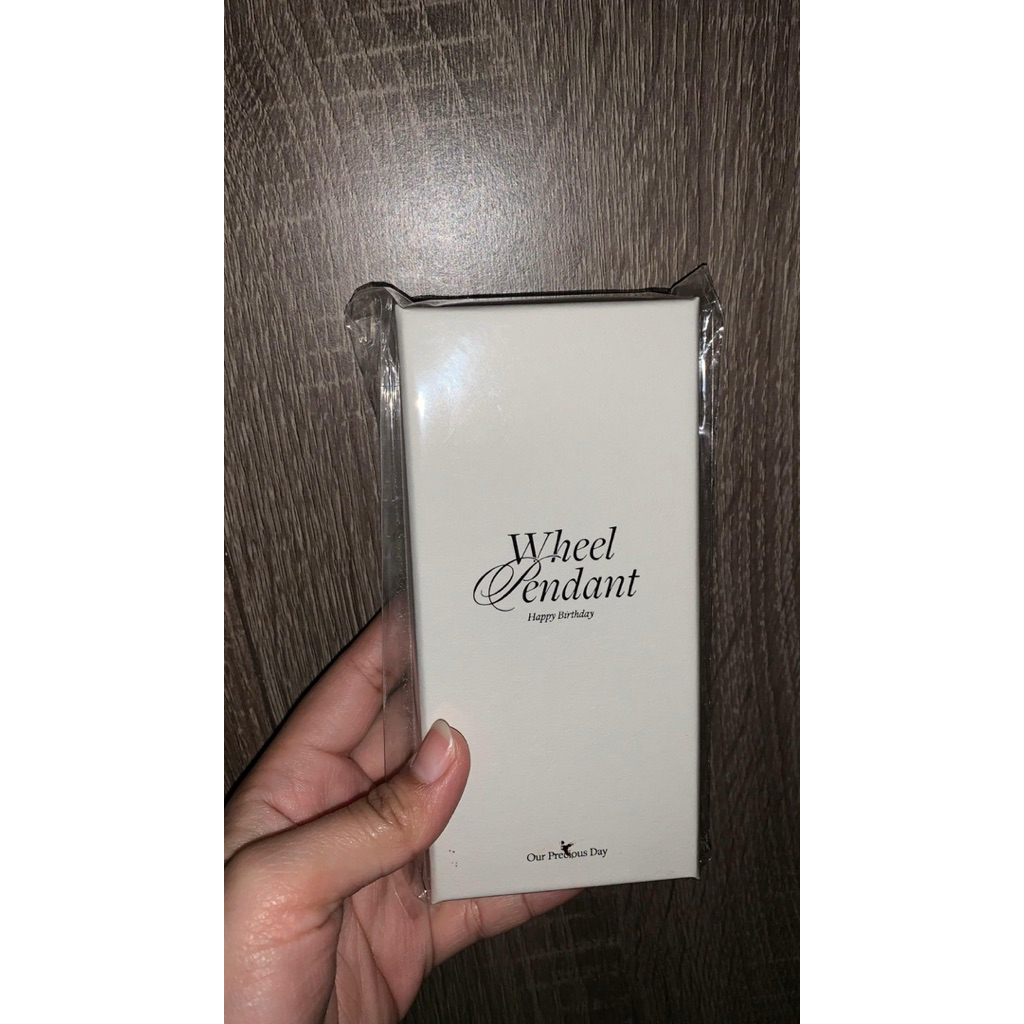 Wheel
Pendant
Happy Birthday
Our Precious Day